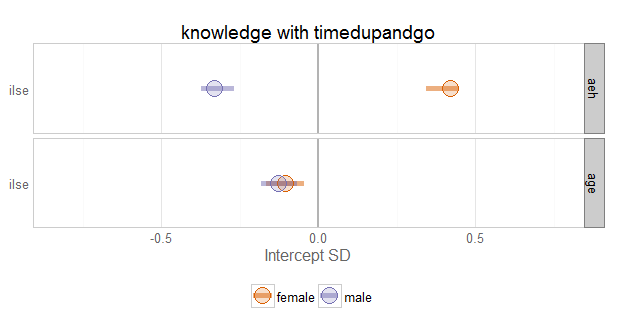 knowledge with timedupandgo
ilse
aeh
ilse
age
-0.5 0.0 0.5
Intercept SD
female male